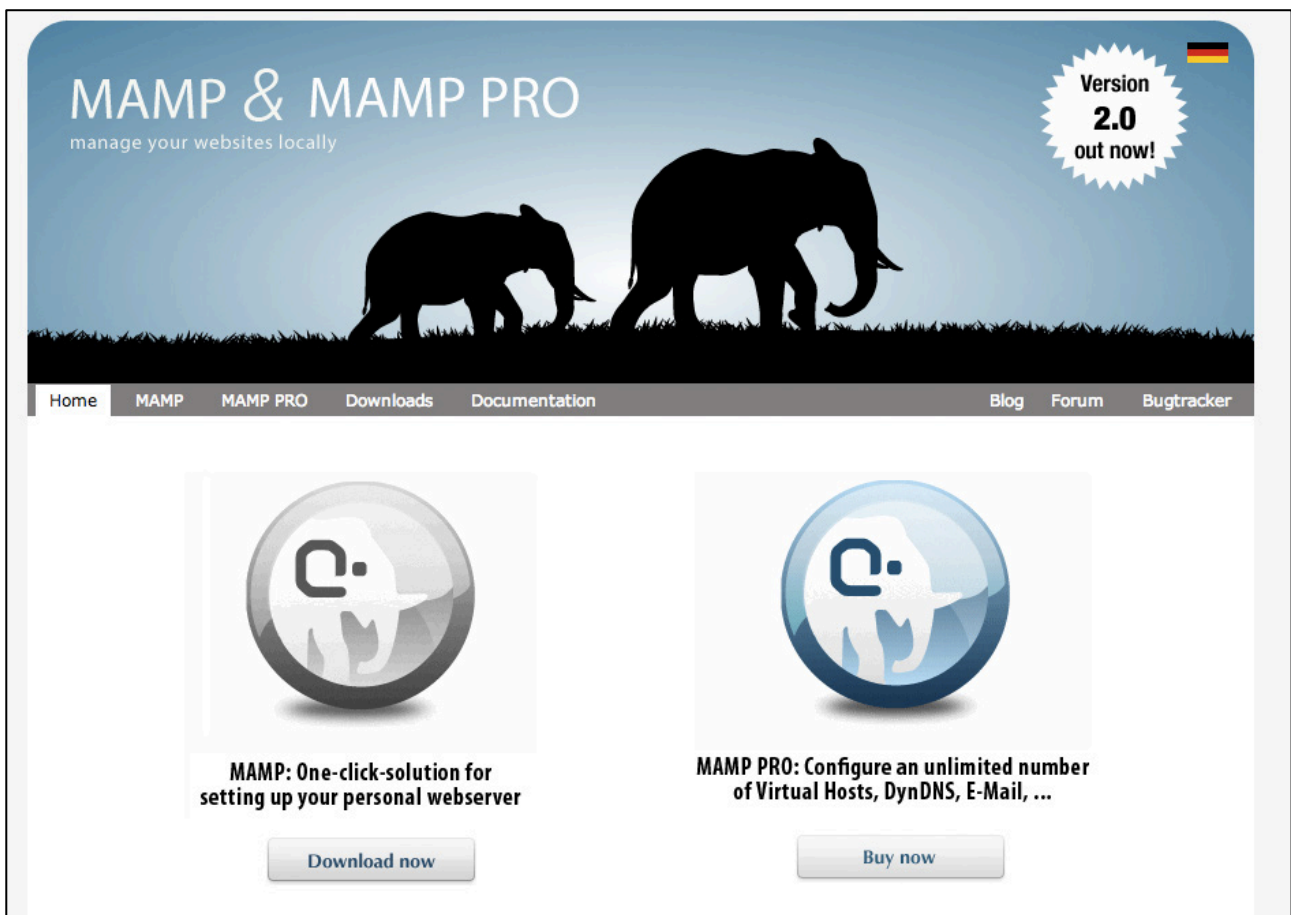 MAMP & MAMP PRO
manage your websites locally
Version
2.0
out now!
Home MAMP MAMP PRO Downloads Documentation Blog Forum Bugtracker
MAMP: One-click-solution for
setting up your personal webserver
Download now
MAMP PRO: Configure an unlimited number
of Virtual Hosts, DynDNS, E-Mail, ...
Buy now